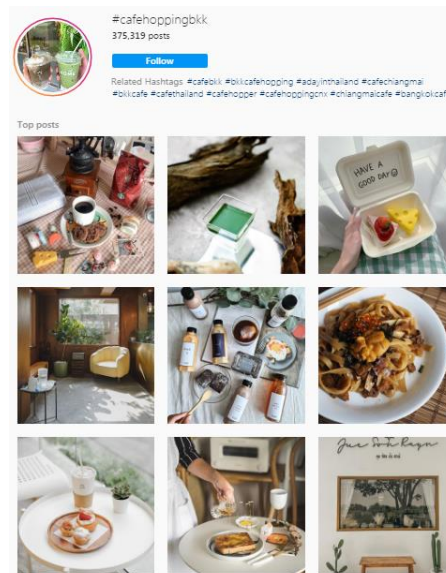 #cafehoppingbkk
375,319 posts
Follow
Related Hashtags #cafebkk #bkkcafehopping #adayinthailand #cafechiangmai
#bkkcafe #cafethailand #cafehopper #cafehoppingcnx #chiangmaicafe #bangkokcaf
Top posts
HAVE A
GOOD DAY